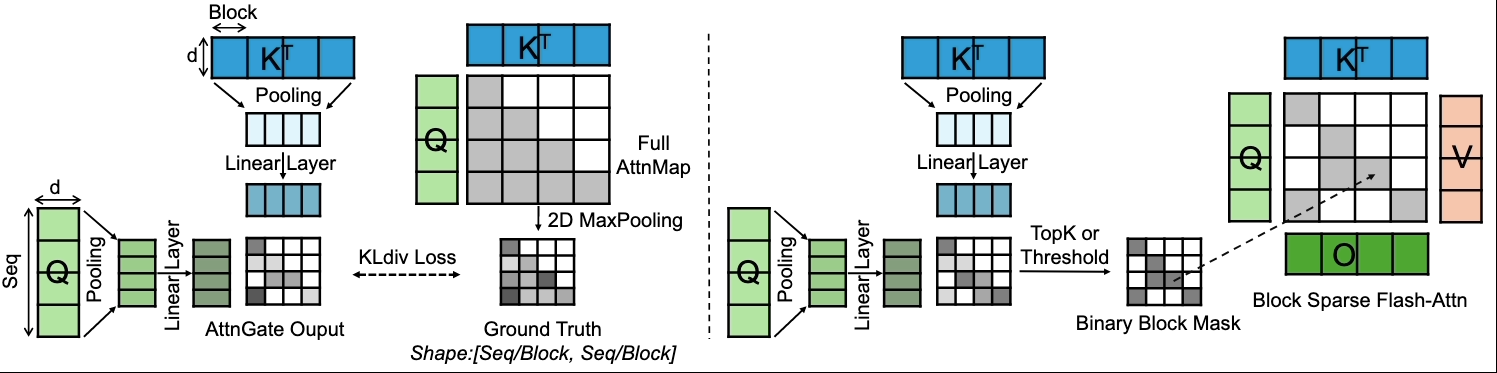 Block
d
K^T
Pooling
Linear Layer
d
Seq
Q
Pooling
Linear Layer
AttnGate Ouput
K^T
Q
Full
AttnMap
2D MaxPooling
KLdiv Loss
Ground Truth
Shape:[Seq/Block, Seq/Block]
K^T
Pooling
Linear Layer
Q
Pooling
Linear Layer
TopK or
Threshold
Binary Block Mask
K^T
Q
V
O
Block Sparse Flash-Attn